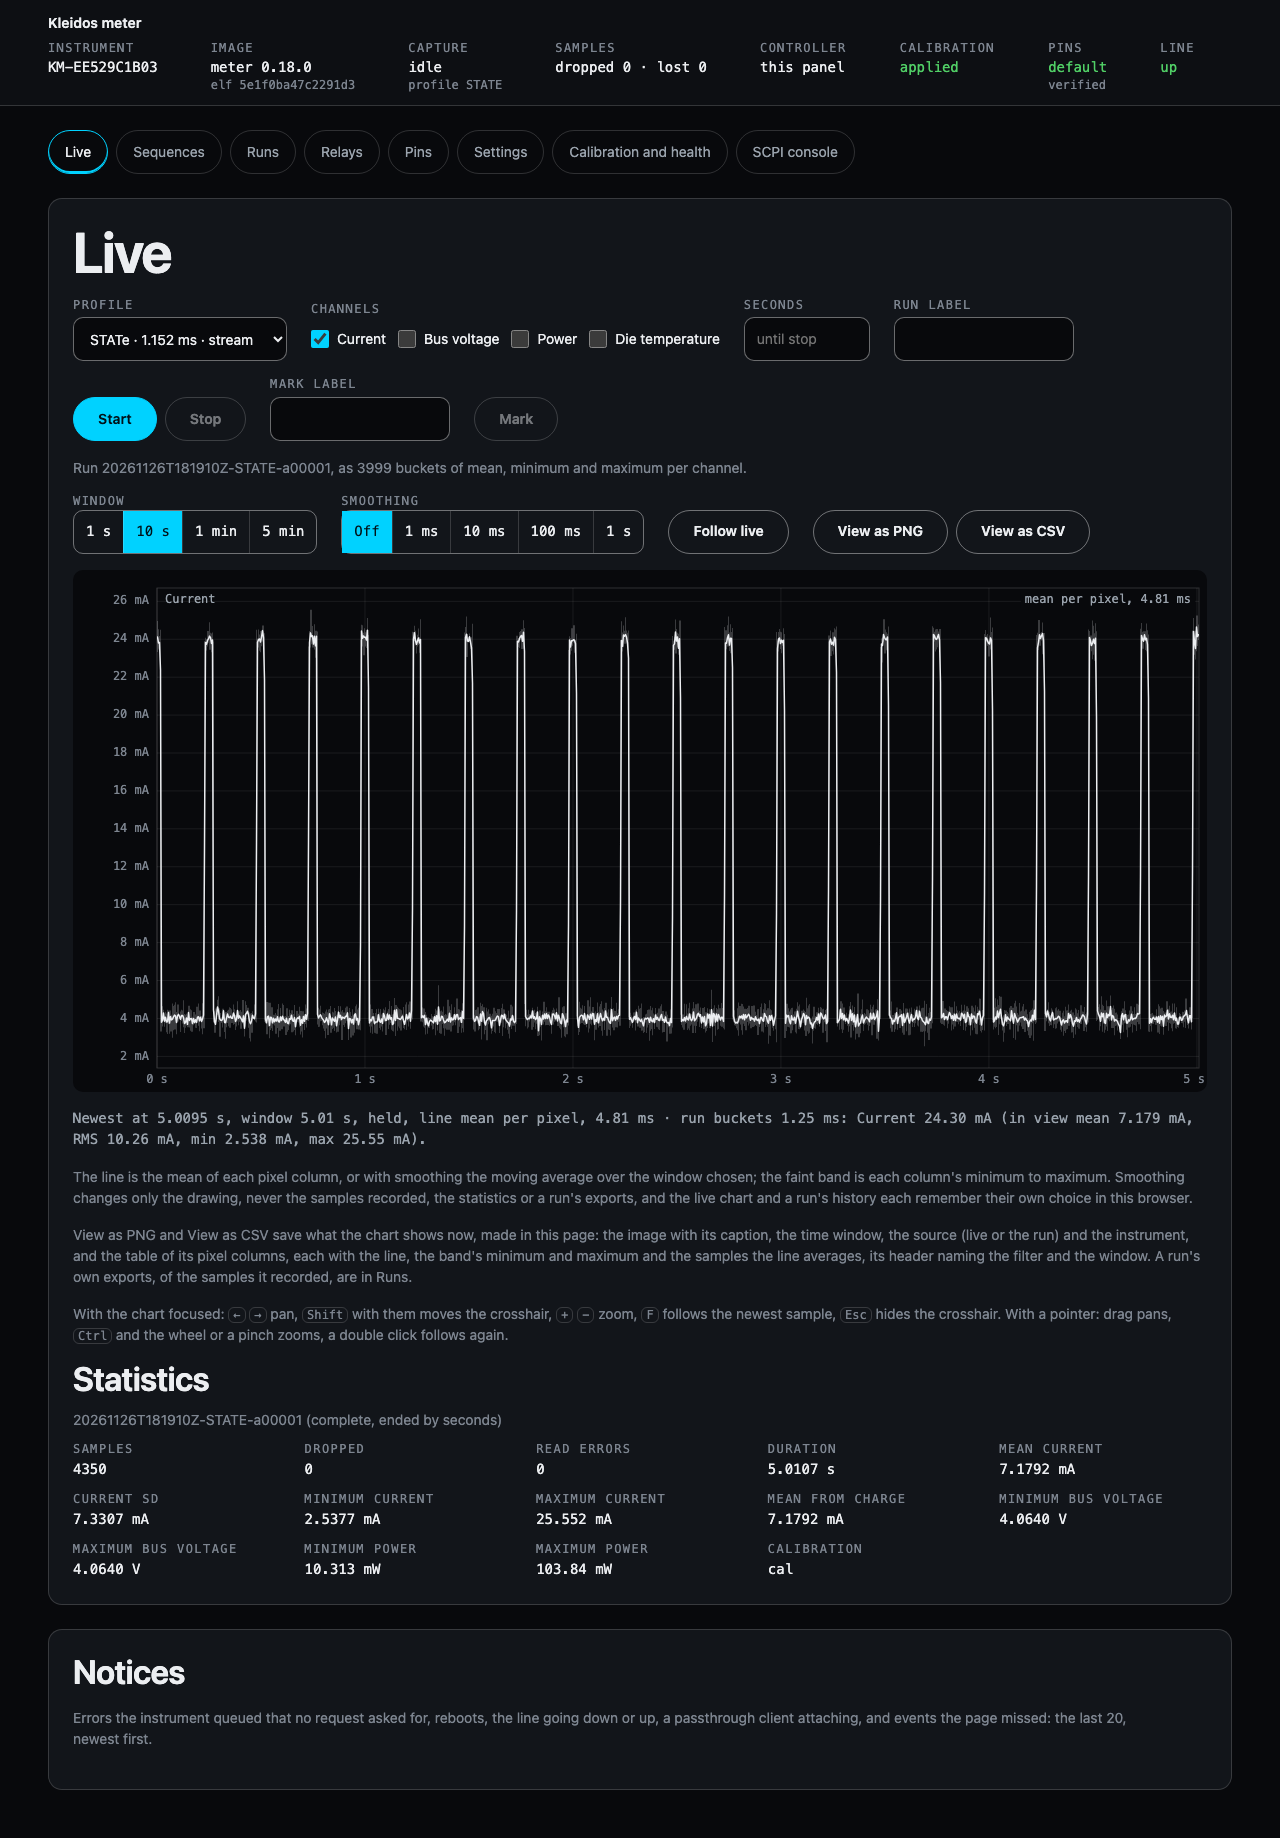 Kleidos meter
INSTRUMENT
KM-EE529C1B03
IMAGE
meter 0.18.0
elf 5e1f0ba47c2291d3
CAPTURE
idle
profile STATE
SAMPLES
dropped 0 · lost 0
CONTROLLER
this panel
CALIBRATION
applied
PINS
default
verified
LINE
up
Live
Sequences
Runs
Relays
Pins
Settings
Calibration and health
SCPI console
Live
PROFILE
STATe · 1.152 ms · stream
CHANNELS
Current
Bus voltage
Power
Die temperature
SECONDS
until stop
RUN LABEL
Start
Stop
MARK LABEL
Mark
Run 20261126T181910Z-STATE-a00001, as 3999 buckets of mean, minimum and maximum per channel.
WINDOW
1 s
10 s
1 min
5 min
SMOOTHING
Off
1 ms
10 ms
100 ms
1 s
Follow live
View as PNG
View as CSV
Current
mean per pixel, 4.81 ms
26 mA
24 mA
22 mA
20 mA
18 mA
16 mA
14 mA
12 mA
10 mA
8 mA
6 mA
4 mA
2 mA
0 s
1 s
2 s
3 s
4 s
5 s
Newest at 5.0095 s, window 5.01 s, held, line mean per pixel, 4.81 ms · run buckets 1.25 ms: Current 24.30 mA (in view mean 7.179 mA,
RMS 10.26 mA, min 2.538 mA, max 25.55 mA).
The line is the mean of each pixel column, or with smoothing the moving average over the window chosen; the faint band is each column's minimum to maximum. Smoothing
changes only the drawing, never the samples recorded, the statistics or a run's exports, and the live chart and a run's history each remember their own choice in this browser.
View as PNG and View as CSV save what the chart shows now, made in this page: the image with its caption, the time window, the source (live or the run) and the instrument,
and the table of its pixel columns, each with the line, the band's minimum and maximum and the samples the line averages, its header naming the filter and the window. A run's
own exports, of the samples it recorded, are in Runs.
With the chart focused: ← → pan, Shift with them moves the crosshair, + − zoom, F follows the newest sample, Esc hides the crosshair. With a pointer: drag pans,
Ctrl and the wheel or a pinch zooms, a double click follows again.
Statistics
20261126T181910Z-STATE-a00001 (complete, ended by seconds)
SAMPLES
4350
DROPPED
0
READ ERRORS
0
DURATION
5.0107 s
MEAN CURRENT
7.1792 mA
CURRENT SD
7.3307 mA
MINIMUM CURRENT
2.5377 mA
MAXIMUM CURRENT
25.552 mA
MEAN FROM CHARGE
7.1792 mA
MINIMUM BUS VOLTAGE
4.0640 V
MAXIMUM BUS VOLTAGE
4.0640 V
MINIMUM POWER
10.313 mW
MAXIMUM POWER
103.84 mW
CALIBRATION
cal
Notices
Errors the instrument queued that no request asked for, reboots, the line going down or up, a passthrough client attaching, and events the page missed: the last 20,
newest first.